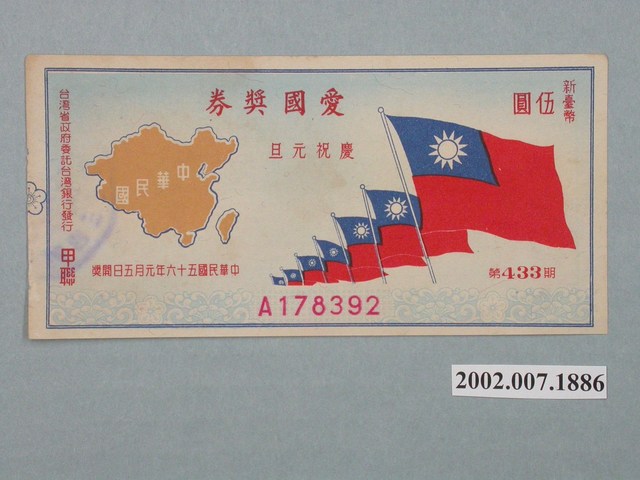 愛國獎券
慶祝元旦
新臺幣
伍圓
中華民國
台灣省政府委託台灣銀行發行
甲聯
中華民國五十六年元月五日開獎
第433期
A178392
2002.007.1886